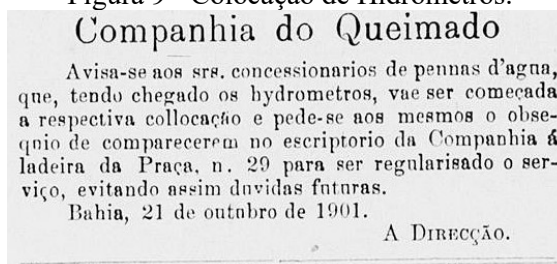 Figura 9 - Colocação de Hidrômetros.
Companhia do Queimado
Avisa-se aos srs. concessionarios de pennas d'agua,
que, tendo chegado os hydrometros, vae ser começada
a respectiva collocação e pede-se aos mesmos o obse-
quio de comparecerem no escriptorio da Companhia á
ladeira da Praça, n. 29 para ser regularisado o ser-
viço, evitando assim duvidas futuras.
Bahia, 21 de outubro de 1901.
A DIRECÇÃO.